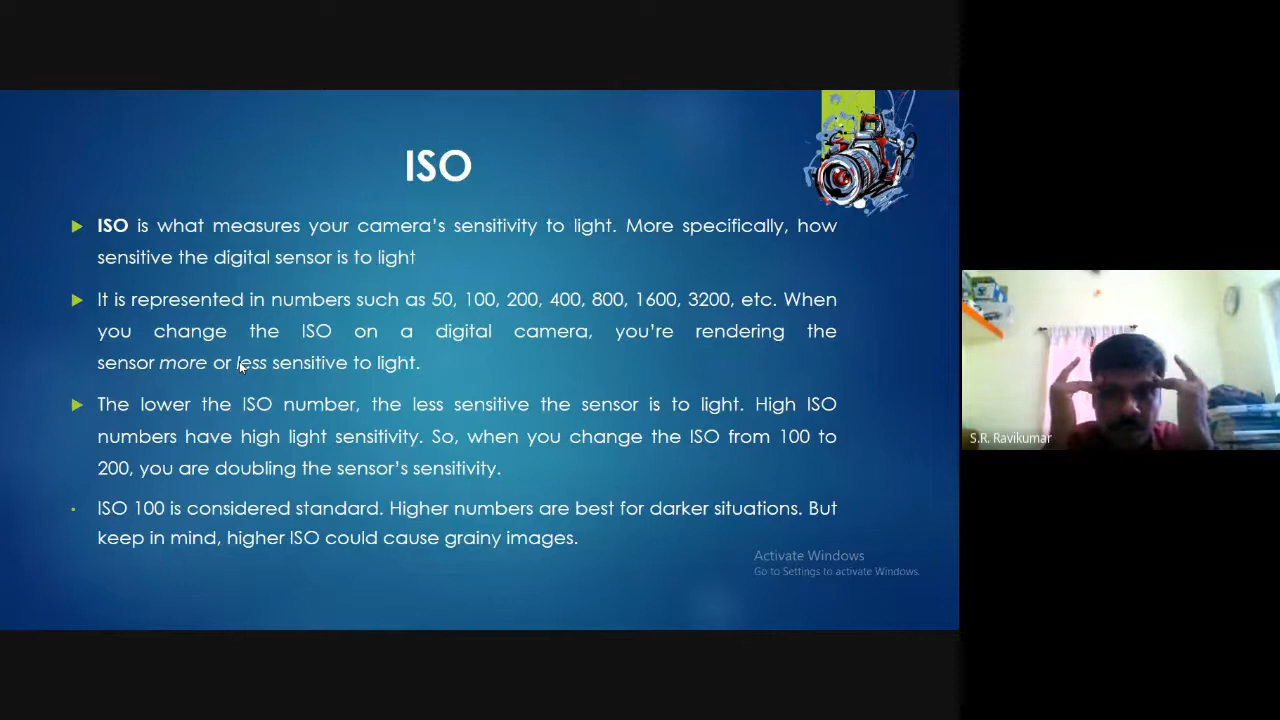 ISO
ISO is what measures your camera's sensitivity to light. More specifically, how
sensitive the digital sensor is to light
It is represented in numbers such as 50, 100, 200, 400, 800, 1600, 3200, etc. When
you change the ISO on a digital camera, you're rendering the
sensor more or less sensitive to light.
The lower the ISO number, the less sensitive the sensor is to light. High ISO
numbers have high light sensitivity. So, when you change the ISO from 100 to
200, you are doubling the sensor's sensitivity.
ISO 100 is considered standard. Higher numbers are best for darker situations. But
keep in mind, higher ISO could cause grainy images.
Activate Windows
Go to Settings to activate Windows.
S.R. Ravikumar